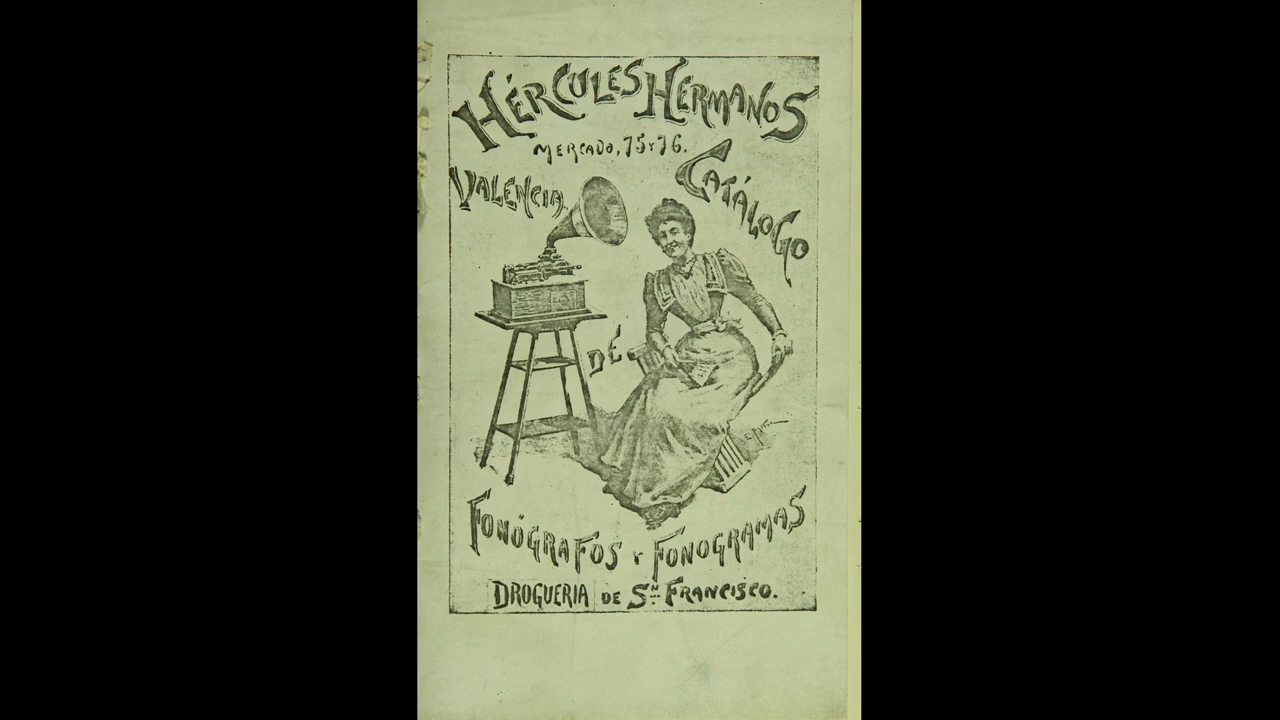 HÉRCULES HERMANOS
MERCADO, 75 Y 76.
VALENCIA
CATÁLOGO
DE
FONÓGRAFOS Y FONOGRAMAS
DROGUERIA DE SN FRANCISCO.